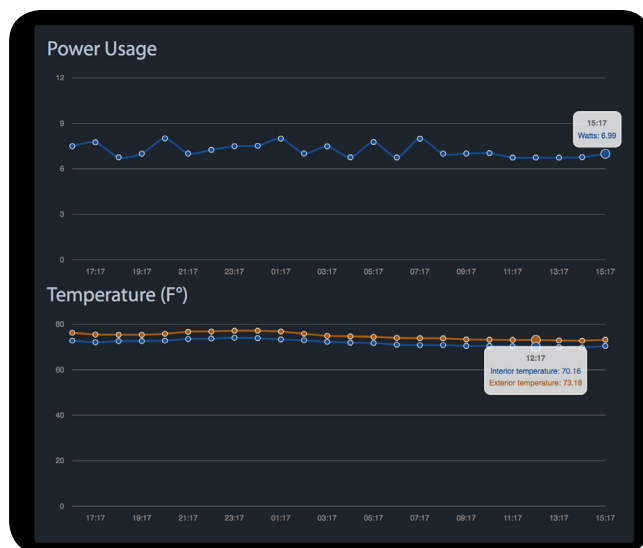 Power Usage
12
9
15:17
Watts: 6.99
6
3
0
17:17 19:17 21:17 23:17 01:17 03:17 05:17 07:17 09:17 11:17 13:17 15:17
Temperature (F°)
80
12:17
60
Interior temperature: 70.16
Exterior temperature: 73.18
40
20
0
17:17 19:17 21:17 23:17 01:17 03:17 05:17 07:17 09:17 11:17 13:17 15:17